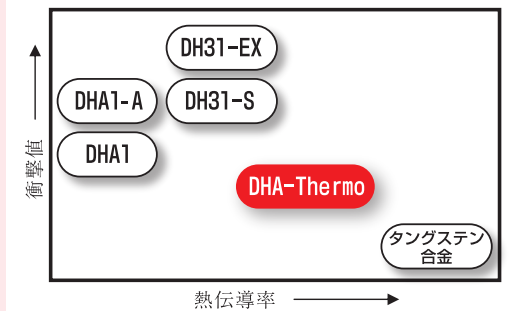 DH31-EX
DHA1-A
DH31-S
DHA1
DHA-Thermo
タングステン
合金
衝撃値
熱伝導率